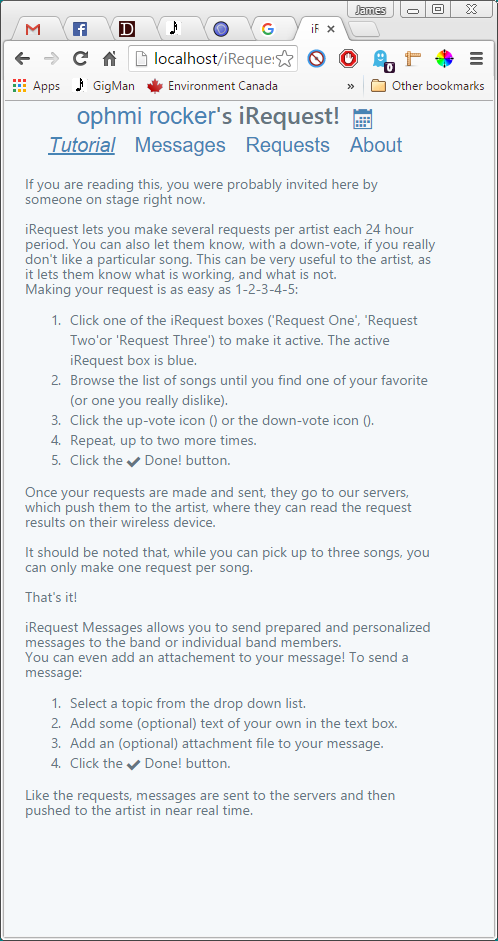 James
iR
localhost/iReques
Apps
GigMan
Environment Canada
»
Other bookmarks
0
ophmi rocker's iRequest!
Tutorial Messages Requests About
If you are reading this, you were probably invited here by
someone on stage right now.
iRequest lets you make several requests per artist each 24 hour
period. You can also let them know, with a down-vote, if you really
don't like a particular song. This can be very useful to the artist, as
it lets them know what is working, and what is not.
Making your request is as easy as 1-2-3-4-5:
1. Click one of the iRequest boxes ('Request One', 'Request
Two'or 'Request Three') to make it active. The active
iRequest box is blue.
2. Browse the list of songs until you find one of your favorite
(or one you really dislike).
3. Click the up-vote icon () or the down-vote icon ().
4. Repeat, up to two more times.
5. Click the ✔ Done! button.
Once your requests are made and sent, they go to our servers,
which push them to the artist, where they can read the request
results on their wireless device.
It should be noted that, while you can pick up to three songs, you
can only make one request per song.
That's it!
iRequest Messages allows you to send prepared and personalized
messages to the band or individual band members.
You can even add an attachement to your message! To send a
message:
1. Select a topic from the drop down list.
2. Add some (optional) text of your own in the text box.
3. Add an (optional) attachment file to your message.
4. Click the ✔ Done! button.
Like the requests, messages are sent to the servers and then
pushed to the artist in near real time.